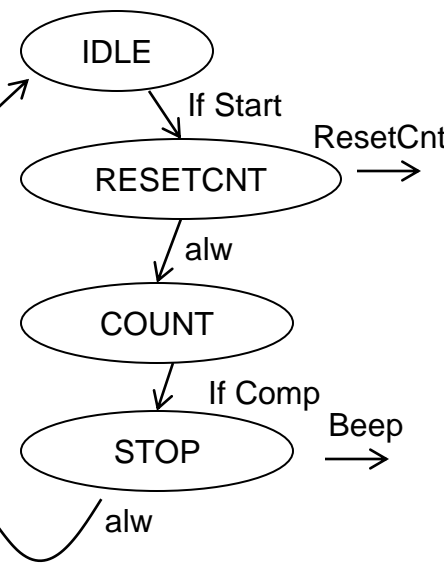 IDLE
If Start
ResetCnt
RESETCNT
alw
COUNT
If Comp
Beep
STOP
alw